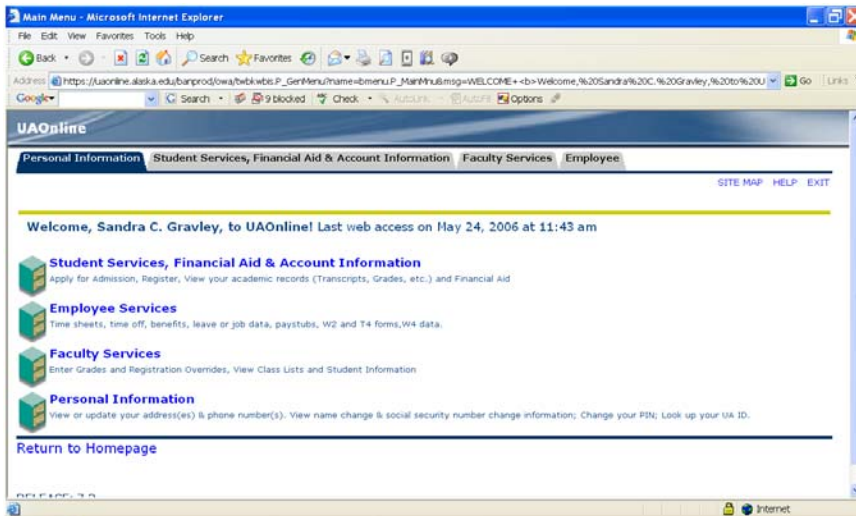 Main Menu - Microsoft Internet Explorer
File Edit View Favorites Tools Help
Back Search Favorites
Address https://uaonline.alaska.edu/banprod/owa/twbkwbis.P_GenMenu?name=bmenu.P_MainMnu&msg=WELCOME+<b>Welcome,%20Sandra%20C.%20Gravley,%20to%20U Go Links
Google Search 9 blocked Check AutoLink AutoFill Options
UAOnline
Personal Information Student Services, Financial Aid & Account Information Faculty Services Employee
SITE MAP HELP EXIT
Welcome, Sandra C. Gravley, to UAOnline! Last web access on May 24, 2006 at 11:43 am
Student Services, Financial Aid & Account Information
Apply for Admission, Register, View your academic records (Transcripts, Grades, etc.) and Financial Aid
Employee Services
Time sheets, time off, benefits, leave or job data, paystubs, W2 and T4 forms,W4 data.
Faculty Services
Enter Grades and Registration Overrides, View Class Lists and Student Information
Personal Information
View or update your address(es) & phone number(s). View name change & social security number change information; Change your PIN; Look up your UA ID.
Return to Homepage
RELEASE: 7.2
Internet